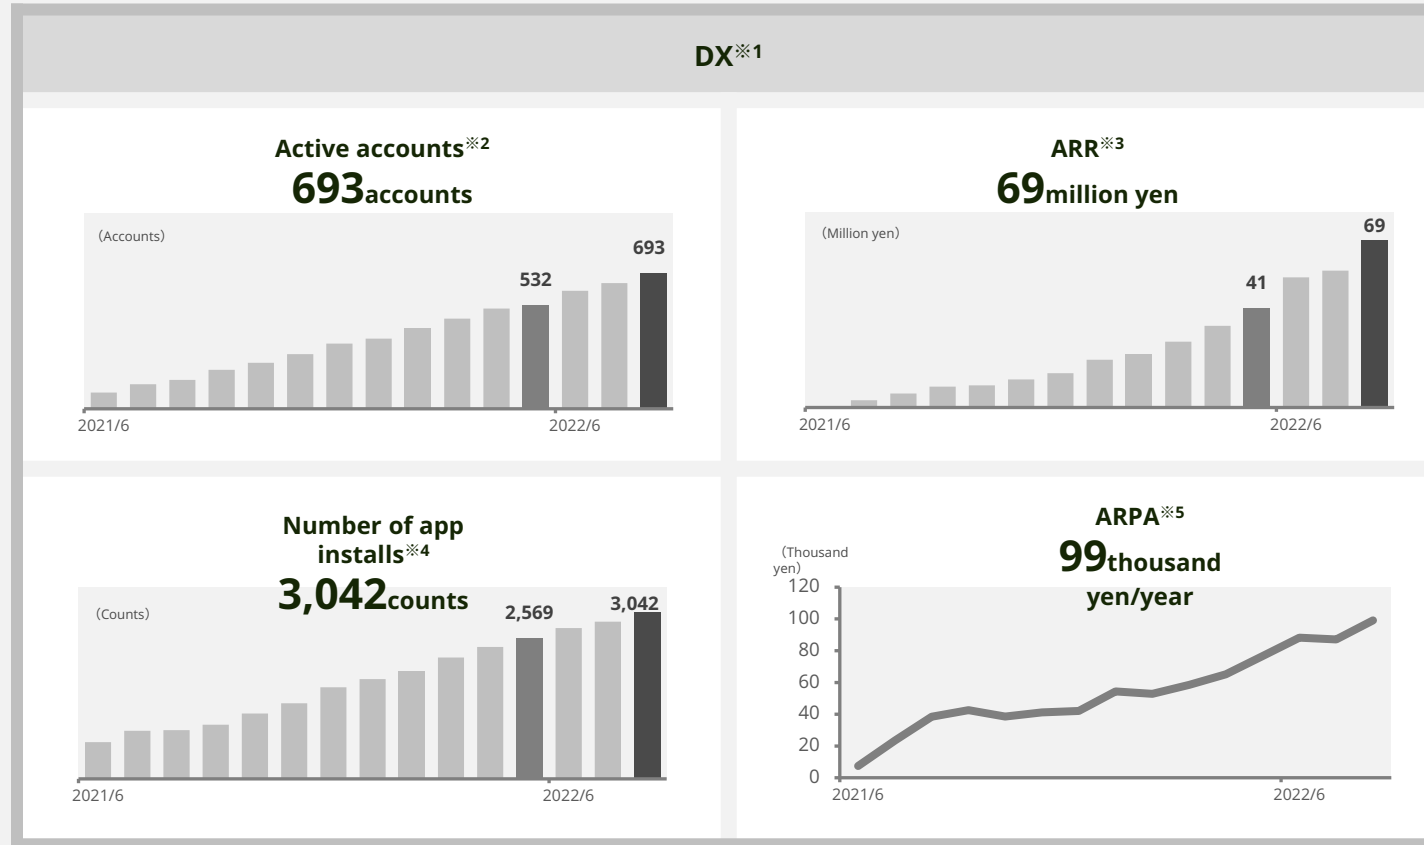 DX※1
Active accounts※2
693accounts
（Accounts）
532
693
2021/6
2022/6
ARR※3
69million yen
（Million yen）
41
69
2021/6
2022/6
Number of app
installs※4
3,042counts
（Counts）
2,569
3,042
2021/6
2022/6
ARPA※5
99thousand
yen/year
（Thousand
yen）
120
100
80
60
40
20
0
2021/6
2022/6